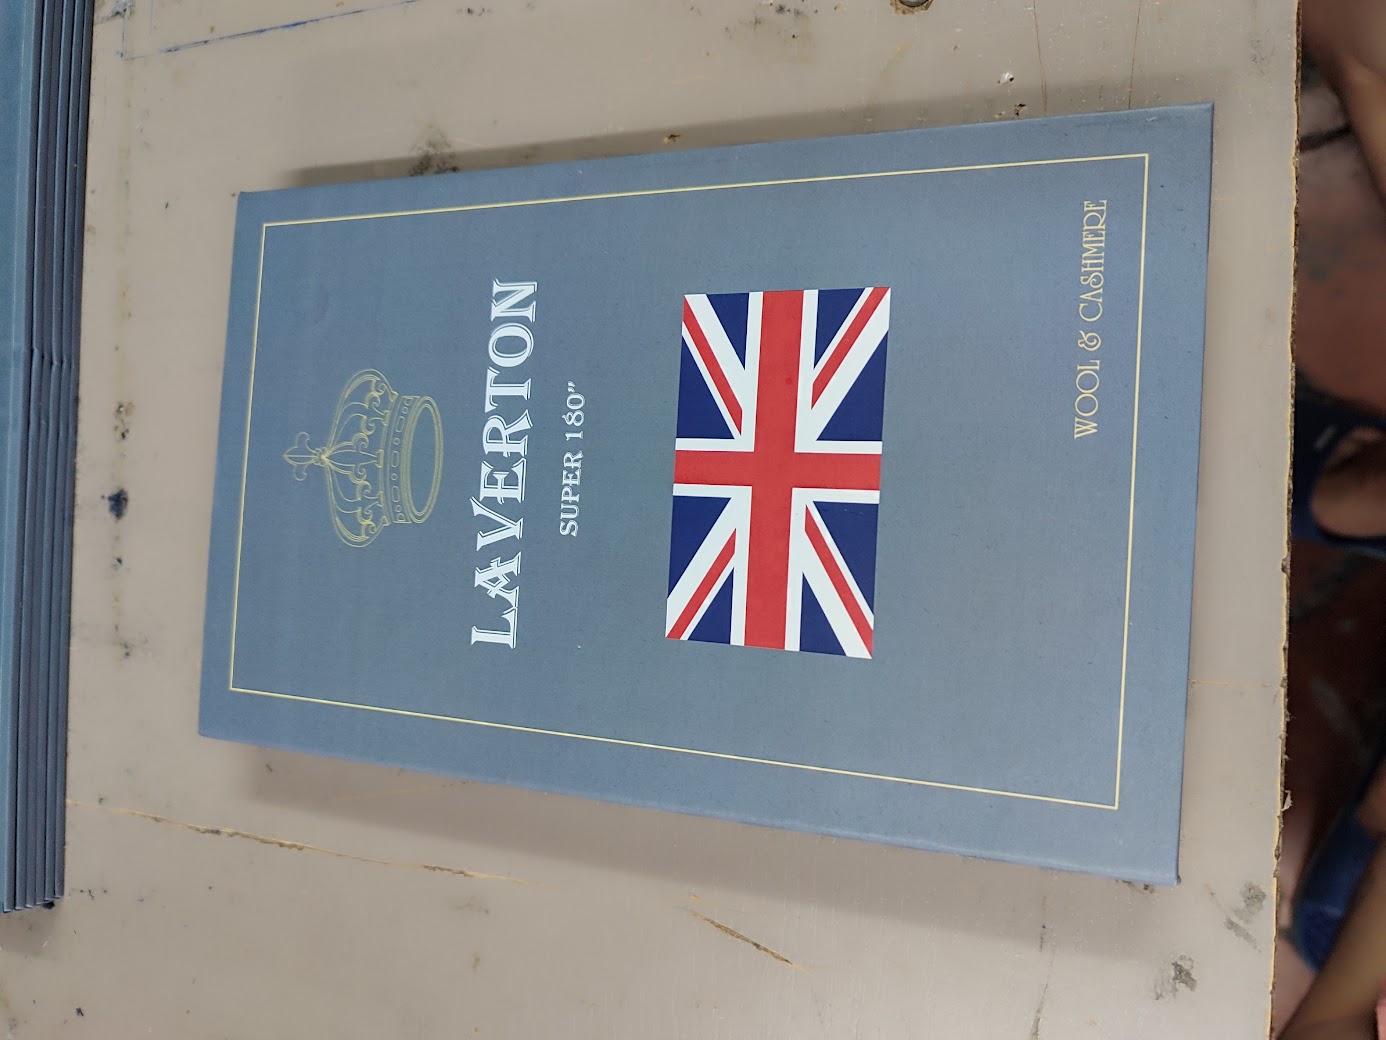 LAVERTON
SUPER 180"
WOOL & CASHMERE